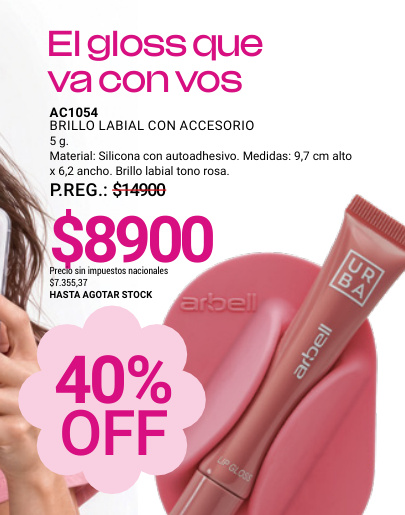 El gloss que
va con vos
AC1054
BRILLO LABIAL CON ACCESORIO
5 g.
Material: Silicona con autoadhesivo. Medidas: 9,7 cm alto
x 6,2 ancho. Brillo labial tono rosa.
P.REG.: $14900
$8900
Precio sin impuestos nacionales
$7.355,37
HASTA AGOTAR STOCK
40%
OFF
arbell
UR
BA
arbell
LIP GLOSS